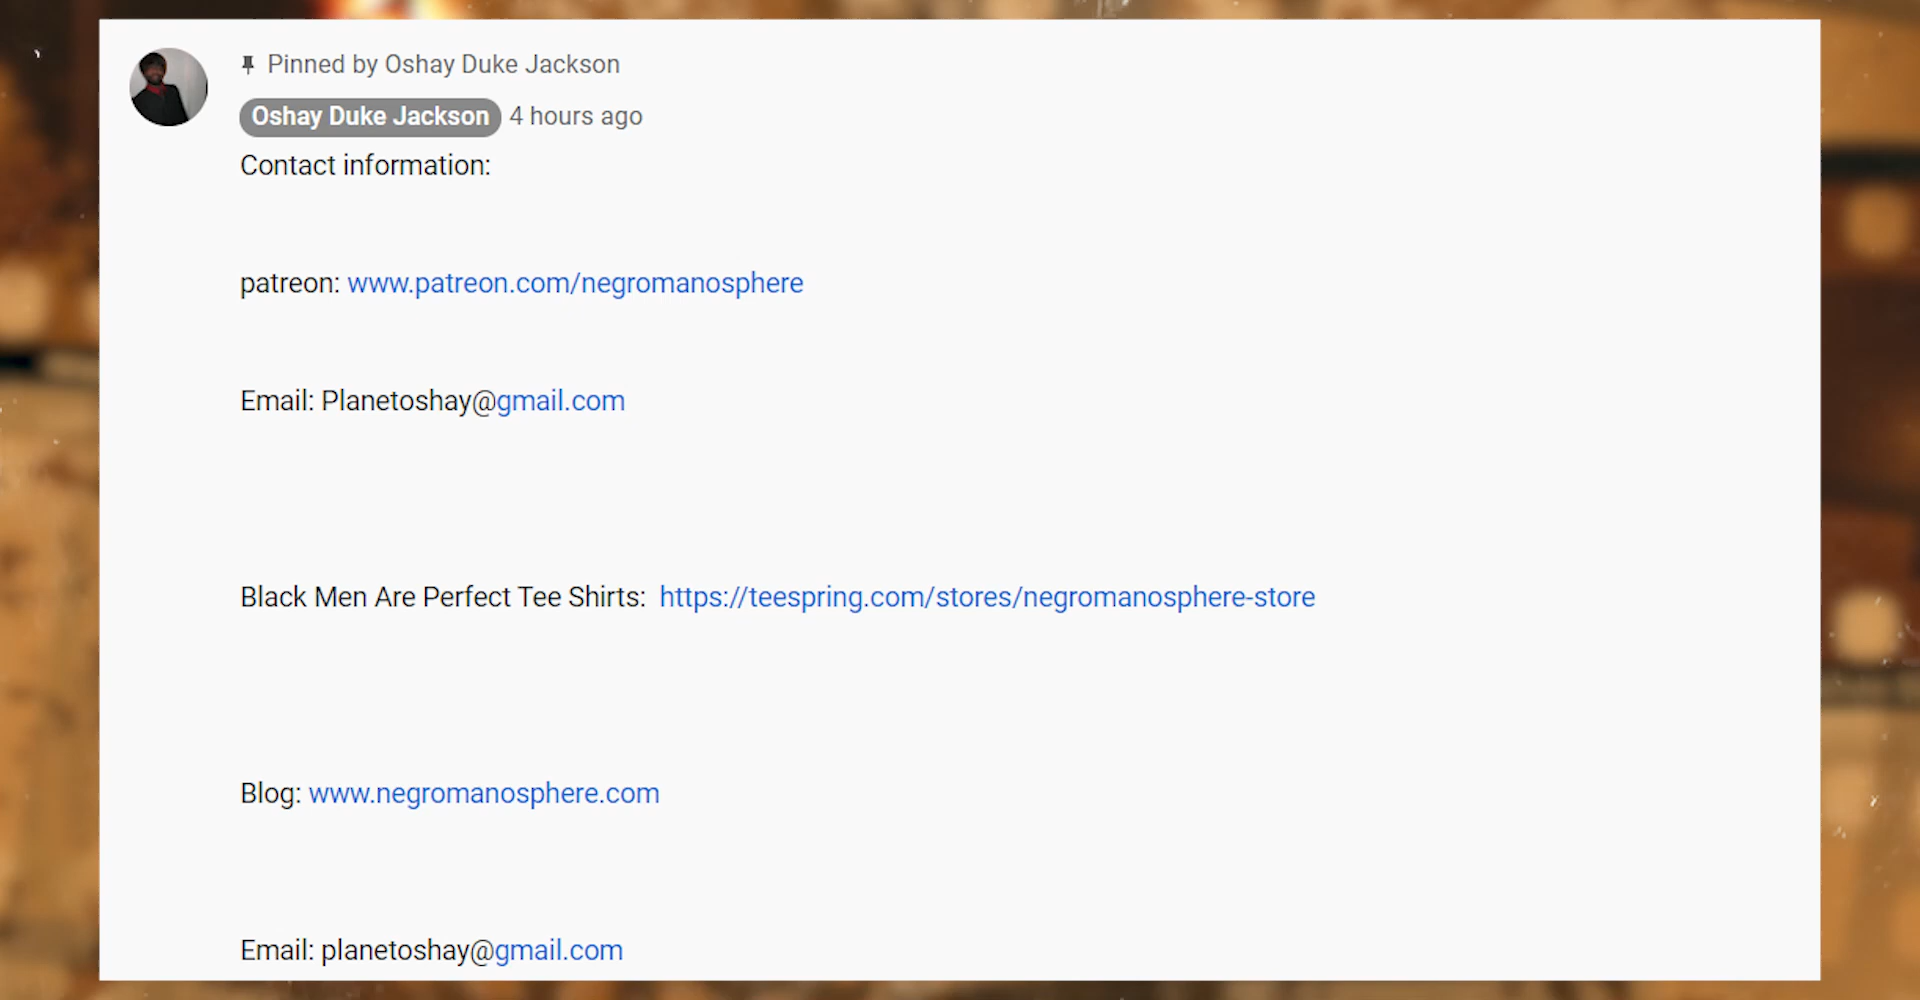 Pinned by Oshay Duke Jackson
Oshay Duke Jackson 4 hours ago
Contact information:
patreon: www.patreon.com/negromanosphere
Email: Planetoshay@gmail.com
Black Men Are Perfect Tee Shirts: https://teespring.com/stores/negromanosphere-store
Blog: www.negromanosphere.com
Email: planetoshay@gmail.com